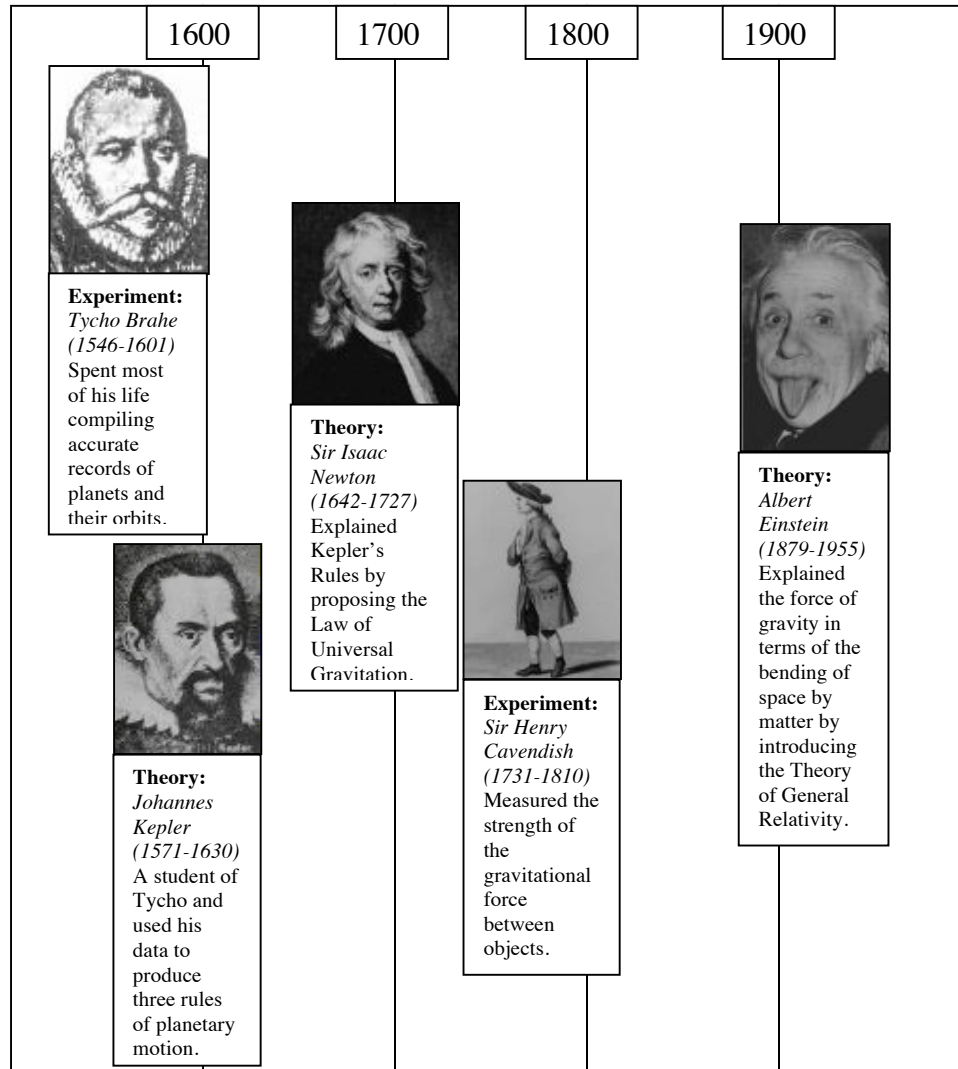 1600
1700
1800
1900
Experiment:
Tycho Brahe
(1546-1601)
Spent most
of his life
compiling
accurate
records of
planets and
their orbits.
Theory:
Johannes
Kepler
(1571-1630)
A student of
Tycho and
used his
data to
produce
three rules
of planetary
motion.
Theory:
Sir Isaac
Newton
(1642-1727)
Explained
Kepler's
Rules by
proposing the
Law of
Universal
Gravitation.
Experiment:
Sir Henry
Cavendish
(1731-1810)
Measured the
strength of
the
gravitational
force
between
objects.
Theory:
Albert
Einstein
(1879-1955)
Explained
the force of
gravity in
terms of the
bending of
space by
matter by
introducing
the Theory
of General
Relativity.